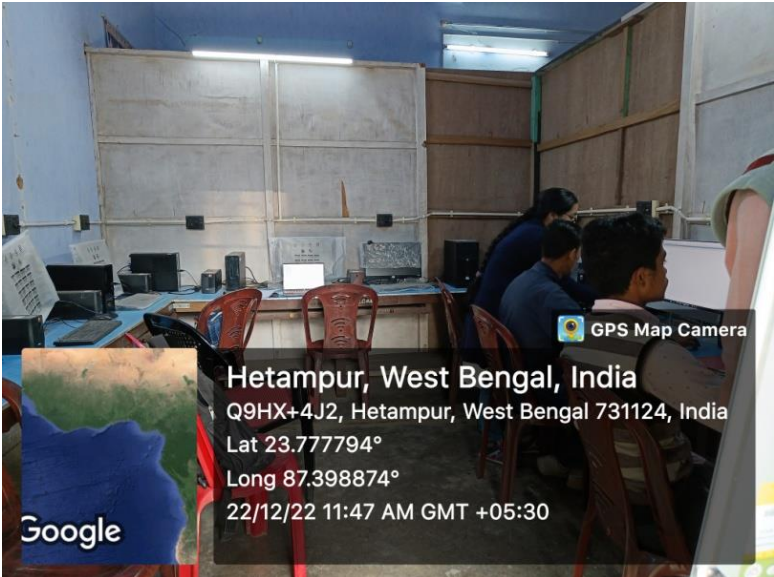 GPS Map Camera
Hetampur, West Bengal, India
Q9HX+4J2, Hetampur, West Bengal 731124, India
Lat 23.777794°
Long 87.398874°
22/12/22 11:47 AM GMT +05:30
Google